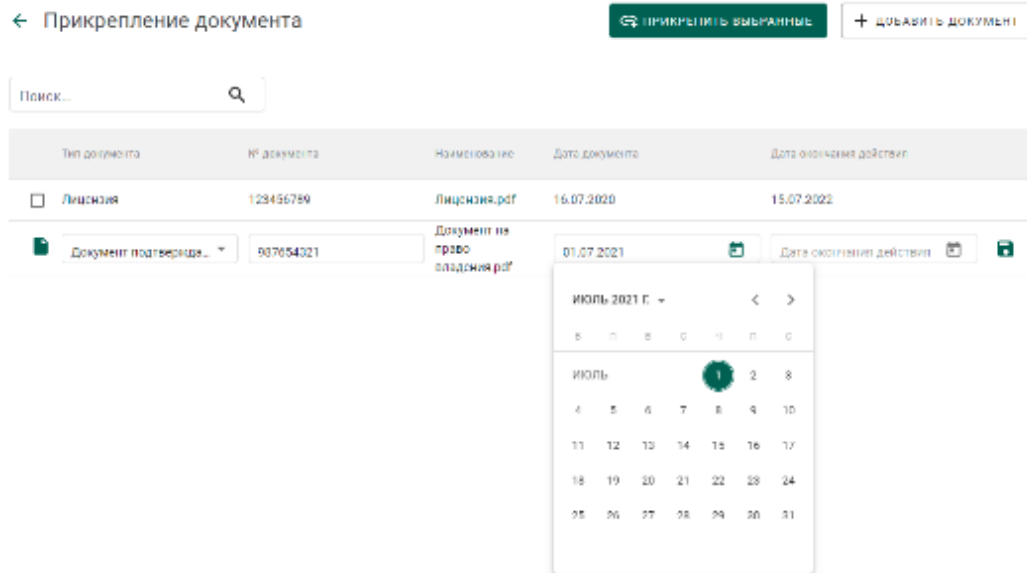 Прикрепление документа
ПРИКРЕПИТЬ ВЫБРАННЫЕ
+ ДОБАВИТЬ ДОКУМЕНТ
Поиск...
Тип документа № документа Наименование Дата документа Дата окончания действия
Лицензия 123456789 Лицензия.pdf 16.07.2020 15.07.2022
Документ подтвержда... 987654321 Документ на право владения.pdf 01.07.2021 Дата окончания действия
ИЮЛЬ 2021 Г.
В П В С Ч П С
ИЮЛЬ 1 2 3
4 5 6 7 8 9 10
11 12 13 14 15 16 17
18 19 20 21 22 23 24
25 26 27 28 29 30 31